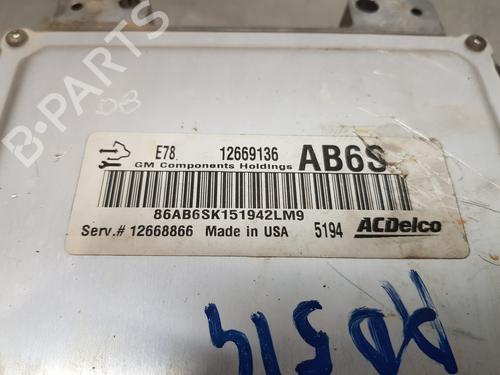 B-PARTS
E78 12669136 AB6S
GM Components Holdings
86AB6SK151942LM9
Serv.# 12668866 Made in USA 5194 ACDelco